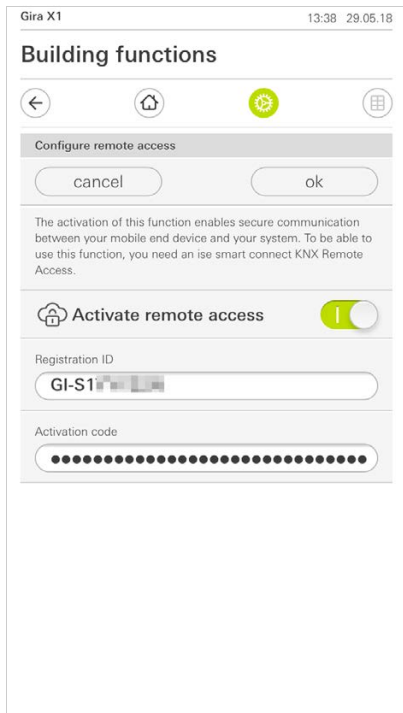 Gira X1 13:38 29.05.18
Building functions
Configure remote access
cancel ok
The activation of this function enables secure communication
between your mobile end device and your system. To be able to
use this function, you need an ise smart connect KNX Remote
Access.
Activate remote access
Registration ID
GI-S1
Activation code